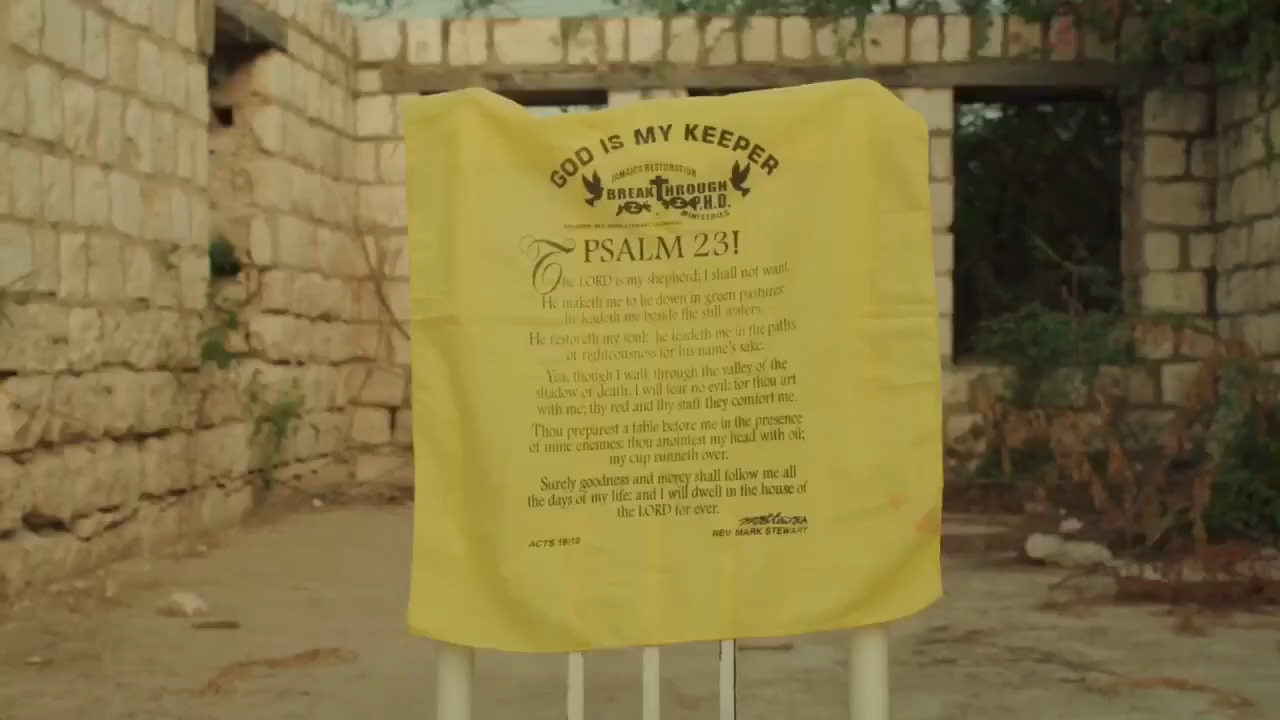 GOD IS MY KEEPER
JAMAICA RESTORATION
BREAKTHROUGH
P.H.D.
MINISTRIES
PSALM 23!
The LORD is my shepherd; I shall not want.
He maketh me to lie down in green pastures
he leadeth me beside the still waters.
He restoreth my soul: he leadeth me in the paths
of righteousness for his name's sake.
Yea, though I walk through the valley of the
shadow of death, I will fear no evil: for thou art
with me; thy rod and thy staff they comfort me.
Thou preparest a table before me in the presence
of mine enemies: thou anointest my head with oil;
my cup runneth over.
Surely goodness and mercy shall follow me all
the days of my life: and I will dwell in the house of
the LORD for ever.
REV MARK STEWART
ACTS 19:12